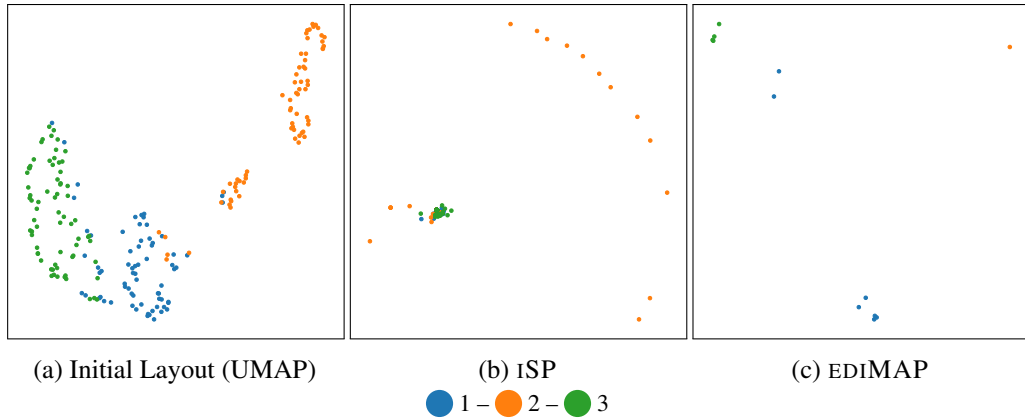 (a) Initial Layout (UMAP)
(b) ISP
(c) EDIMAP
1 – 2 – 3